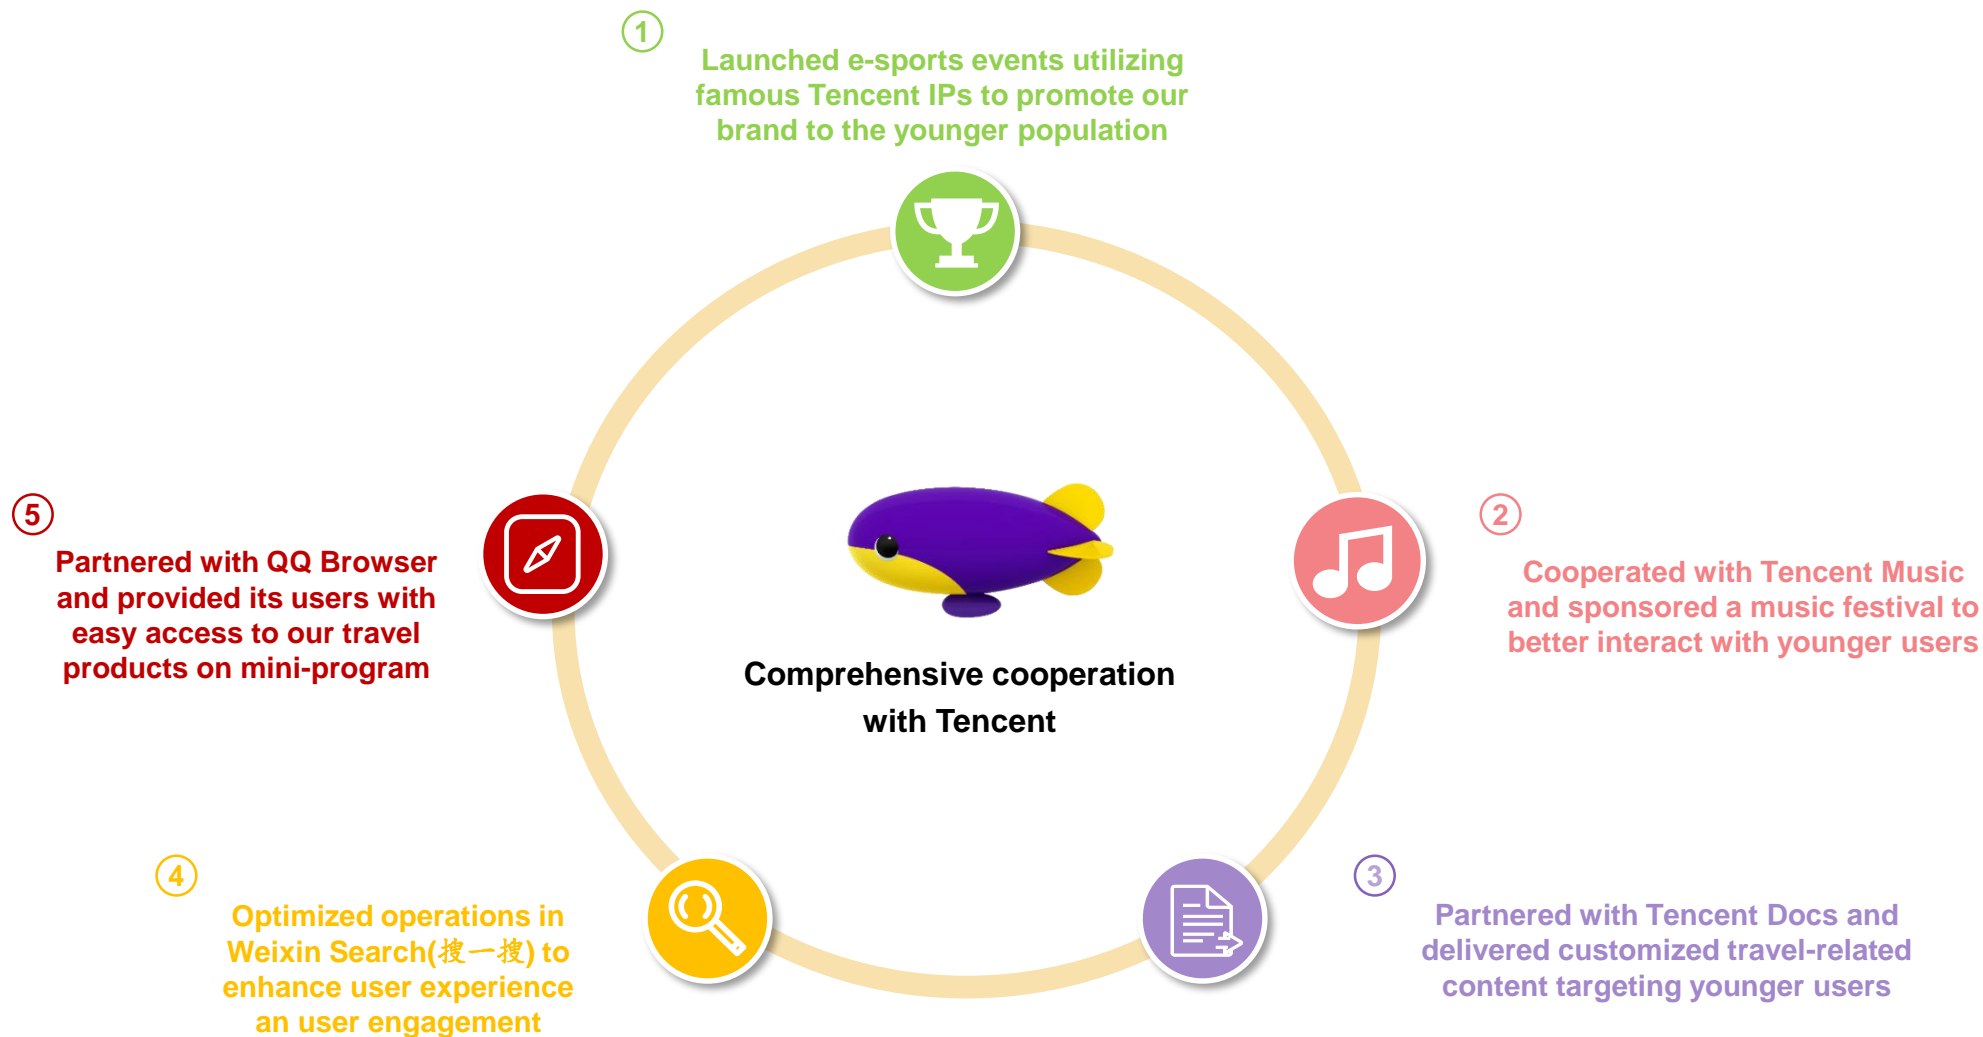 ①
Launched e-sports events utilizing
famous Tencent IPs to promote our
brand to the younger population
②
Cooperated with Tencent Music
and sponsored a music festival to
better interact with younger users
③
Partnered with Tencent Docs and
delivered customized travel-related
content targeting younger users
④
Optimized operations in
Weixin Search(搜一搜) to
enhance user experience
an user engagement
⑤
Partnered with QQ Browser
and provided its users with
easy access to our travel
products on mini-program
Comprehensive cooperation
with Tencent